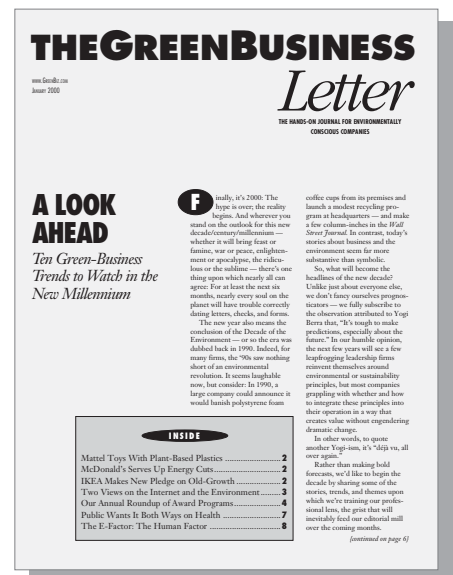 THEGREENBUSINESS
Letter
WWW.GREENBIZ.COM
JANUARY 2000
THE HANDS-ON JOURNAL FOR ENVIRONMENTALLY
CONSCIOUS COMPANIES
A LOOK
AHEAD
Ten Green-Business
Trends to Watch in the
New Millennium
Finally, it's 2000: The
hype is over; the reality
begins. And wherever you
stand on the outlook for this new
decade/century/millennium —
whether it will bring feast or
famine, war or peace, enlighten-
ment or apocalypse, the ridicu-
lous or the sublime — there's one
thing upon which nearly all can
agree: For at least the next six
months, nearly every soul on the
planet will have trouble correctly
dating letters, checks, and forms.
The new year also means the
conclusion of the Decade of the
Environment — or so the era was
dubbed back in 1990. Indeed, for
many firms, the '90s saw nothing
short of an environmental
revolution. It seems laughable
now, but consider: In 1990, a
large company could announce it
would banish polystyrene foam
coffee cups from its premises and
launch a modest recycling pro-
gram at headquarters — and make
a few column-inches in the Wall
Street Journal. In contrast, today's
stories about business and the
environment seem far more
substantive than symbolic.
So, what will become the
headlines of the new decade?
Unlike just about everyone else,
we don't fancy ourselves prognos-
ticators — we fully subscribe to
the observation attributed to Yogi
Berra that, "It's tough to make
predictions, especially about the
future." In our humble opinion,
the next few years will see a few
leapfrogging leadership firms
reinvent themselves around
environmental or sustainability
principles, but most companies
grappling with whether and how
to integrate these principles into
their operation in a way that
creates value without engendering
dramatic change.
In other words, to quote
another Yogi-ism, it's "déjà vu, all
over again."
Rather than making bold
forecasts, we'd like to begin the
decade by sharing some of the
stories, trends, and themes upon
which we're training our profes-
sional lens, the grist that will
inevitably feed our editorial mill
over the coming months.
(continued on page 6)
INSIDE
Mattel Toys With Plant-Based Plastics ........ 2
McDonald's Serves Up Energy Cuts........ 2
IKEA Makes New Pledge on Old-Growth ........ 2
Two Views on the Internet and the Environment ........ 3
Our Annual Roundup of Award Programs........ 4
Public Wants It Both Ways on Health ........ 7
The E-Factor: The Human Factor ........ 8